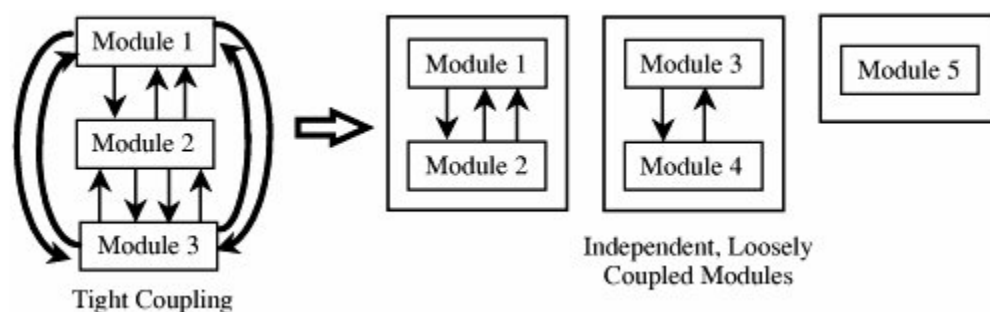 Module 1
Module 2
Module 3
Tight Coupling
Module 1
Module 2
Module 3
Module 4
Module 5
Independent, Loosely
Coupled Modules